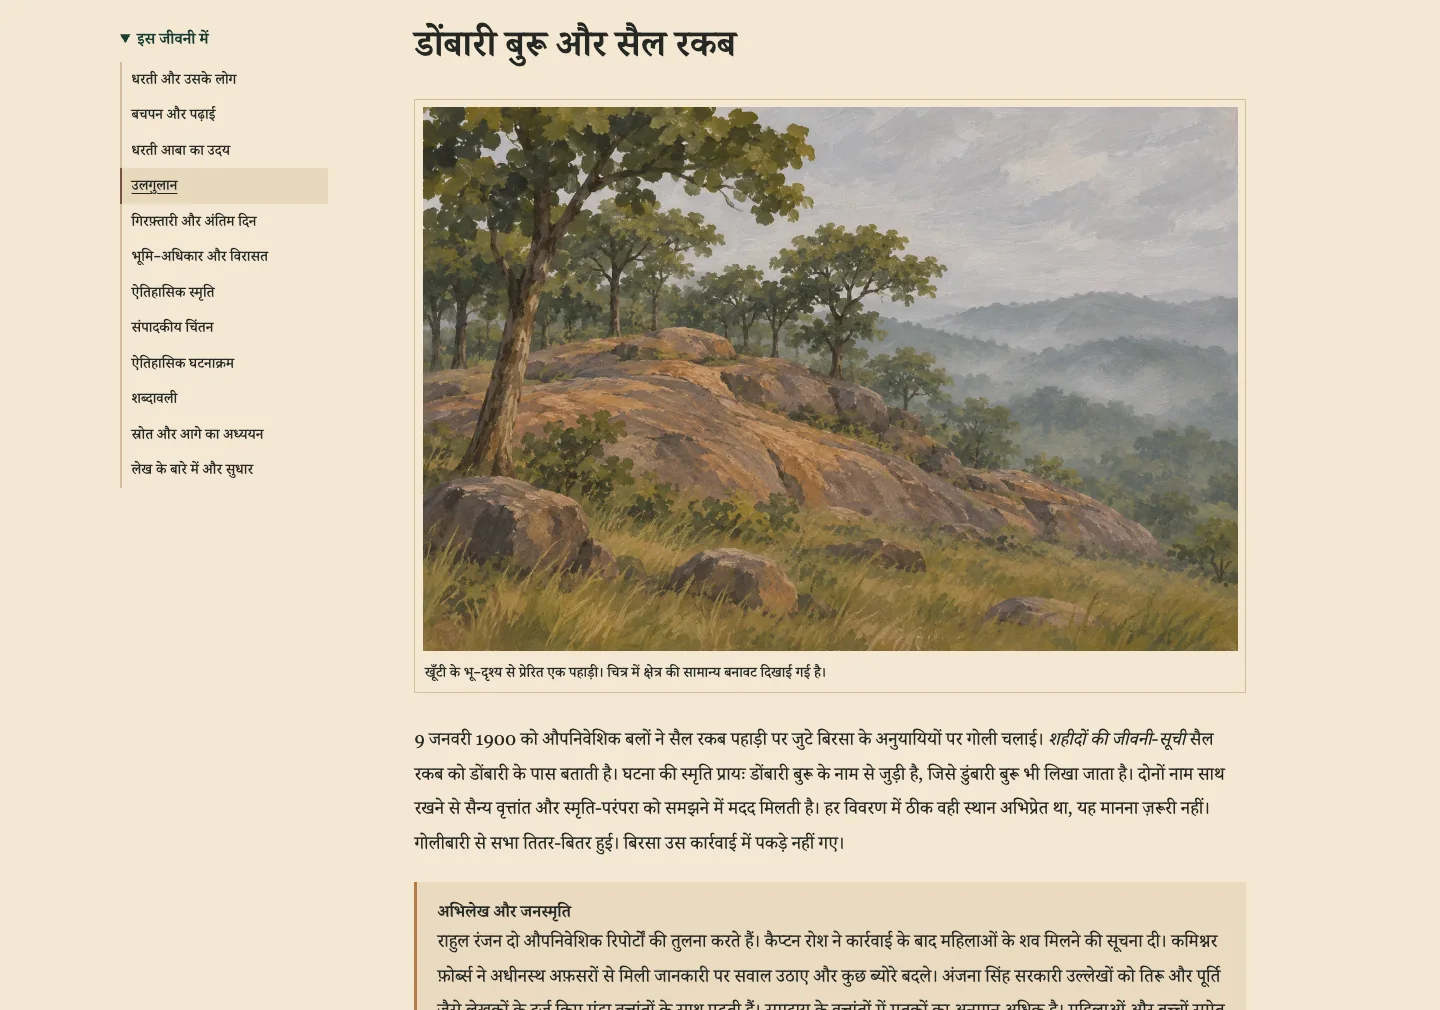 ▼ इस जीवनी में
धरती और उसके लोग
बचपन और पढ़ाई
धरती आबा का उदय
उलगुलान
गिरफ़्तारी और अंतिम दिन
भूमि-अधिकार और विरासत
ऐतिहासिक स्मृति
संपादकीय चिंतन
ऐतिहासिक घटनाक्रम
शब्दावली
स्रोत और आगे का अध्ययन
लेख के बारे में और सुधार
डोंबारी बुरू और सैल रकब
खूँटी के भू-दृश्य से प्रेरित एक पहाड़ी। चित्र में क्षेत्र की सामान्य बनावट दिखाई गई है।
9 जनवरी 1900 को औपनिवेशिक बलों ने सैल रकब पहाड़ी पर जुटे बिरसा के अनुयायियों पर गोली चलाई। शहीदों की जीवनी-सूची सैल
रकब को डोंबारी के पास बताती है। घटना की स्मृति प्रायः डोंबारी बुरू के नाम से जुड़ी है, जिसे डुंबारी बुरू भी लिखा जाता है। दोनों नाम साथ
रखने से सैन्य वृत्तांत और स्मृति-परंपरा को समझने में मदद मिलती है। हर विवरण में ठीक वही स्थान अभिप्रेत था, यह मानना ज़रूरी नहीं।
गोलीबारी से सभा तितर-बितर हुई। बिरसा उस कार्रवाई में पकड़े नहीं गए।
अभिलेख और जनस्मृति
राहुल रंजन दो औपनिवेशिक रिपोर्टों की तुलना करते हैं। कैप्टन रोश ने कार्रवाई के बाद महिलाओं के शव मिलने की सूचना दी। कमिश्नर
फ़ोर्ब्स ने अधीनस्थ अफ़सरों से मिली जानकारी पर सवाल उठाए और कुछ ब्योरे बदले। अंजना सिंह सरकारी उल्लेखों को तिरू और पूर्ति